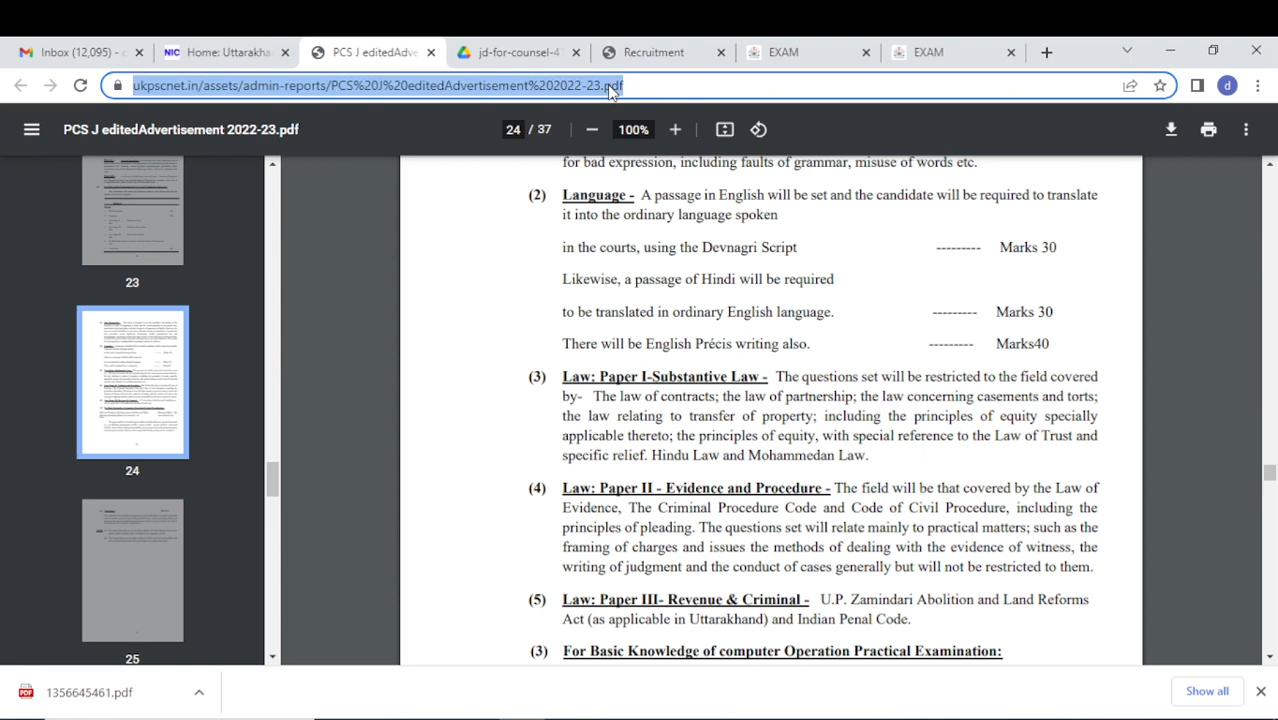 Inbox (12,095) - c
NIC Home: Uttarakha
PCS J editedAdve
jd-for-counsel-41
Recruitment
EXAM
EXAM
ukpscnet.in/assets/admin-reports/PCS%20J%20editedAdvertisement%202022-23.pdf
d
PCS J editedAdvertisement 2022-23.pdf
24 / 37
100%
for bad expression, including faults of grammar, misuse of words etc.
(2) Language - A passage in English will be set and the candidate will be required to translate
it into the ordinary language spoken
in the courts, using the Devnagri Script --------- Marks 30
Likewise, a passage of Hindi will be required
to be translated in ordinary English language. --------- Marks 30
There will be English Précis writing also. --------- Marks40
(3) Law: Paper I-Substantive Law - The questions set will be restricted to the field covered
by- The law of contracts; the law of partnership; the law concerning casements and torts;
the law relating to transfer of property; including the principles of equity specially
applicable thereto; the principles of equity, with special reference to the Law of Trust and
specific relief. Hindu Law and Mohammedan Law.
(4) Law: Paper II - Evidence and Procedure - The field will be that covered by the Law of
Evidence, The Criminal Procedure Code and Code of Civil Procedure, including the
principles of pleading. The questions set will relate mainly to practical matters; such as the
framing of charges and issues the methods of dealing with the evidence of witness, the
writing of judgment and the conduct of cases generally but will not be restricted to them.
(5) Law: Paper III- Revenue & Criminal - U.P. Zamindari Abolition and Land Reforms
Act (as applicable in Uttarakhand) and Indian Penal Code.
(3) For Basic Knowledge of computer Operation Practical Examination:
23
24
25
1356645461.pdf
Show all